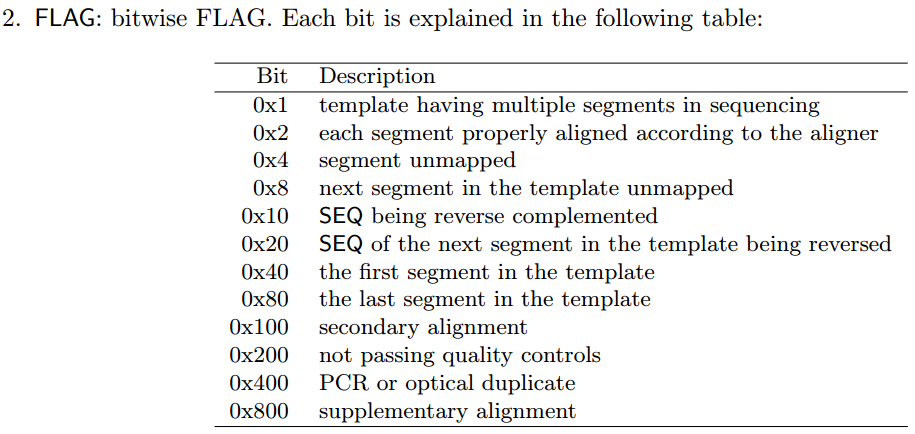 2. FLAG: bitwise FLAG. Each bit is explained in the following table:
Bit Description
0x1 template having multiple segments in sequencing
0x2 each segment properly aligned according to the aligner
0x4 segment unmapped
0x8 next segment in the template unmapped
0x10 SEQ being reverse complemented
0x20 SEQ of the next segment in the template being reversed
0x40 the first segment in the template
0x80 the last segment in the template
0x100 secondary alignment
0x200 not passing quality controls
0x400 PCR or optical duplicate
0x800 supplementary alignment